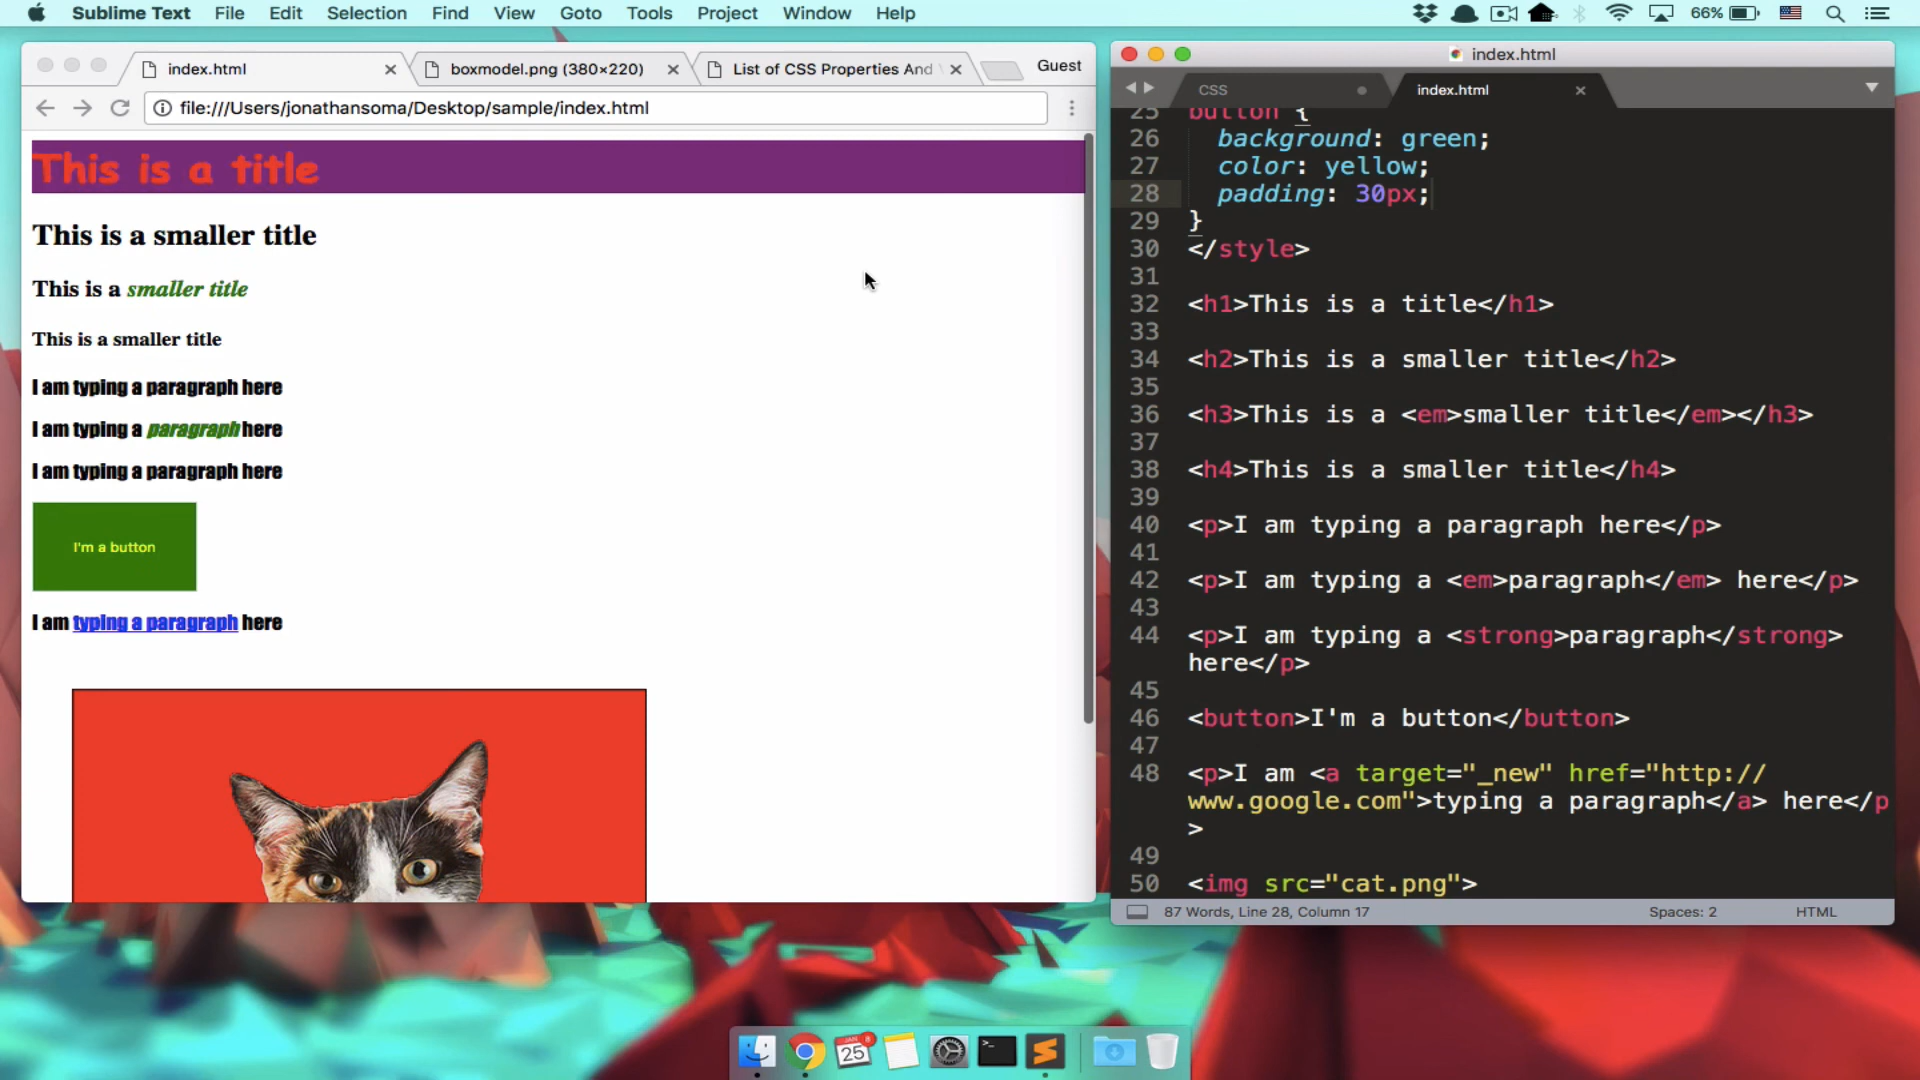 Sublime Text File Edit Selection Find View Goto Tools Project Window Help 66%
index.html boxmodel.png (380×220) List of CSS Properties And Guest
file:///Users/jonathansoma/Desktop/sample/index.html
This is a title
This is a smaller title
This is a smaller title
This is a smaller title
I am typing a paragraph here
I am typing a paragraph here
I am typing a paragraph here
I'm a button
I am typing a paragraph here
index.html
CSS index.html
25 button {
26 background: green;
27 color: yellow;
28 padding: 30px;
29 }
30 </style>
31
32 <h1>This is a title</h1>
33
34 <h2>This is a smaller title</h2>
35
36 <h3>This is a <em>smaller title</em></h3>
37
38 <h4>This is a smaller title</h4>
39
40 <p>I am typing a paragraph here</p>
41
42 <p>I am typing a <em>paragraph</em> here</p>
43
44 <p>I am typing a <strong>paragraph</strong>
here</p>
45
46 <button>I'm a button</button>
47
48 <p>I am <a target="_new" href="http://
www.google.com">typing a paragraph</a> here</p
>
49
50 <img src="cat.png">
87 Words, Line 28, Column 17 Spaces: 2 HTML
JAN 8
25